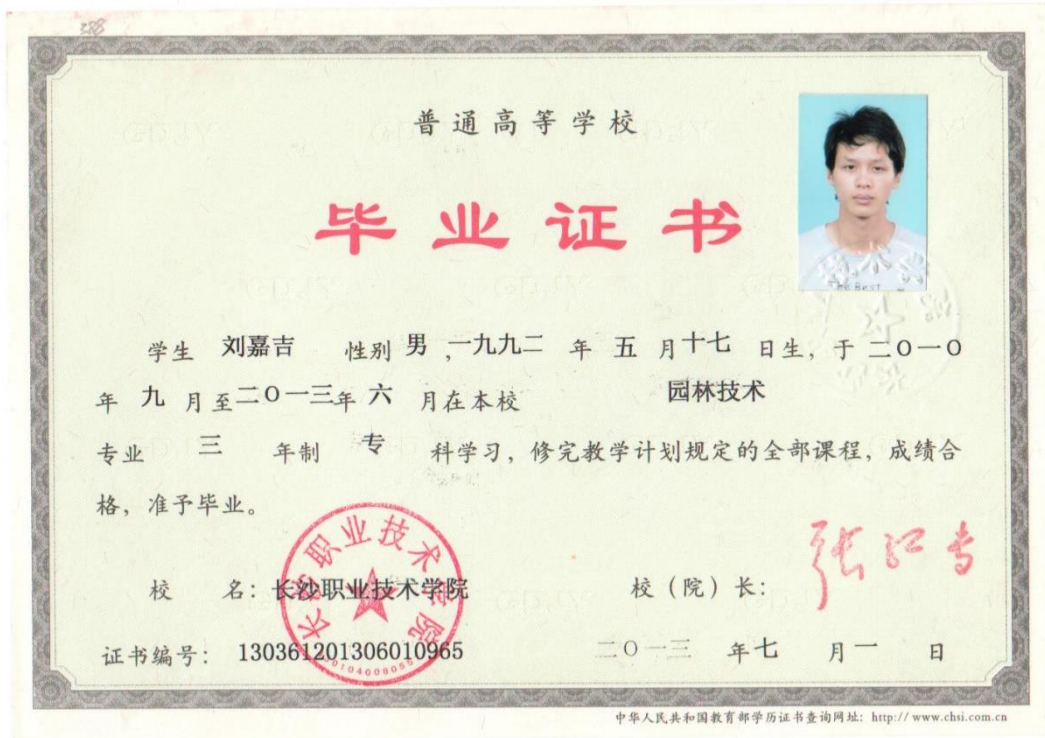 388
普通高等学校
毕业证书
The Best
学生 刘嘉吉 性别 男 ,一九九二 年 五 月十七 日生，于 二〇一〇
年 九 月至二〇一三年 六 月在本校 园林技术
专业 三 年制 专 科学习，修完教学计划规定的全部课程，成绩合
格，准予毕业。
长沙职业技术学院
校 名：长沙职业技术学院 校（院）长：
证书编号： 130361201306010965 二〇一三 年七 月一 日
中华人民共和国教育部学历证书查询网址：http://www.chsi.com.cn